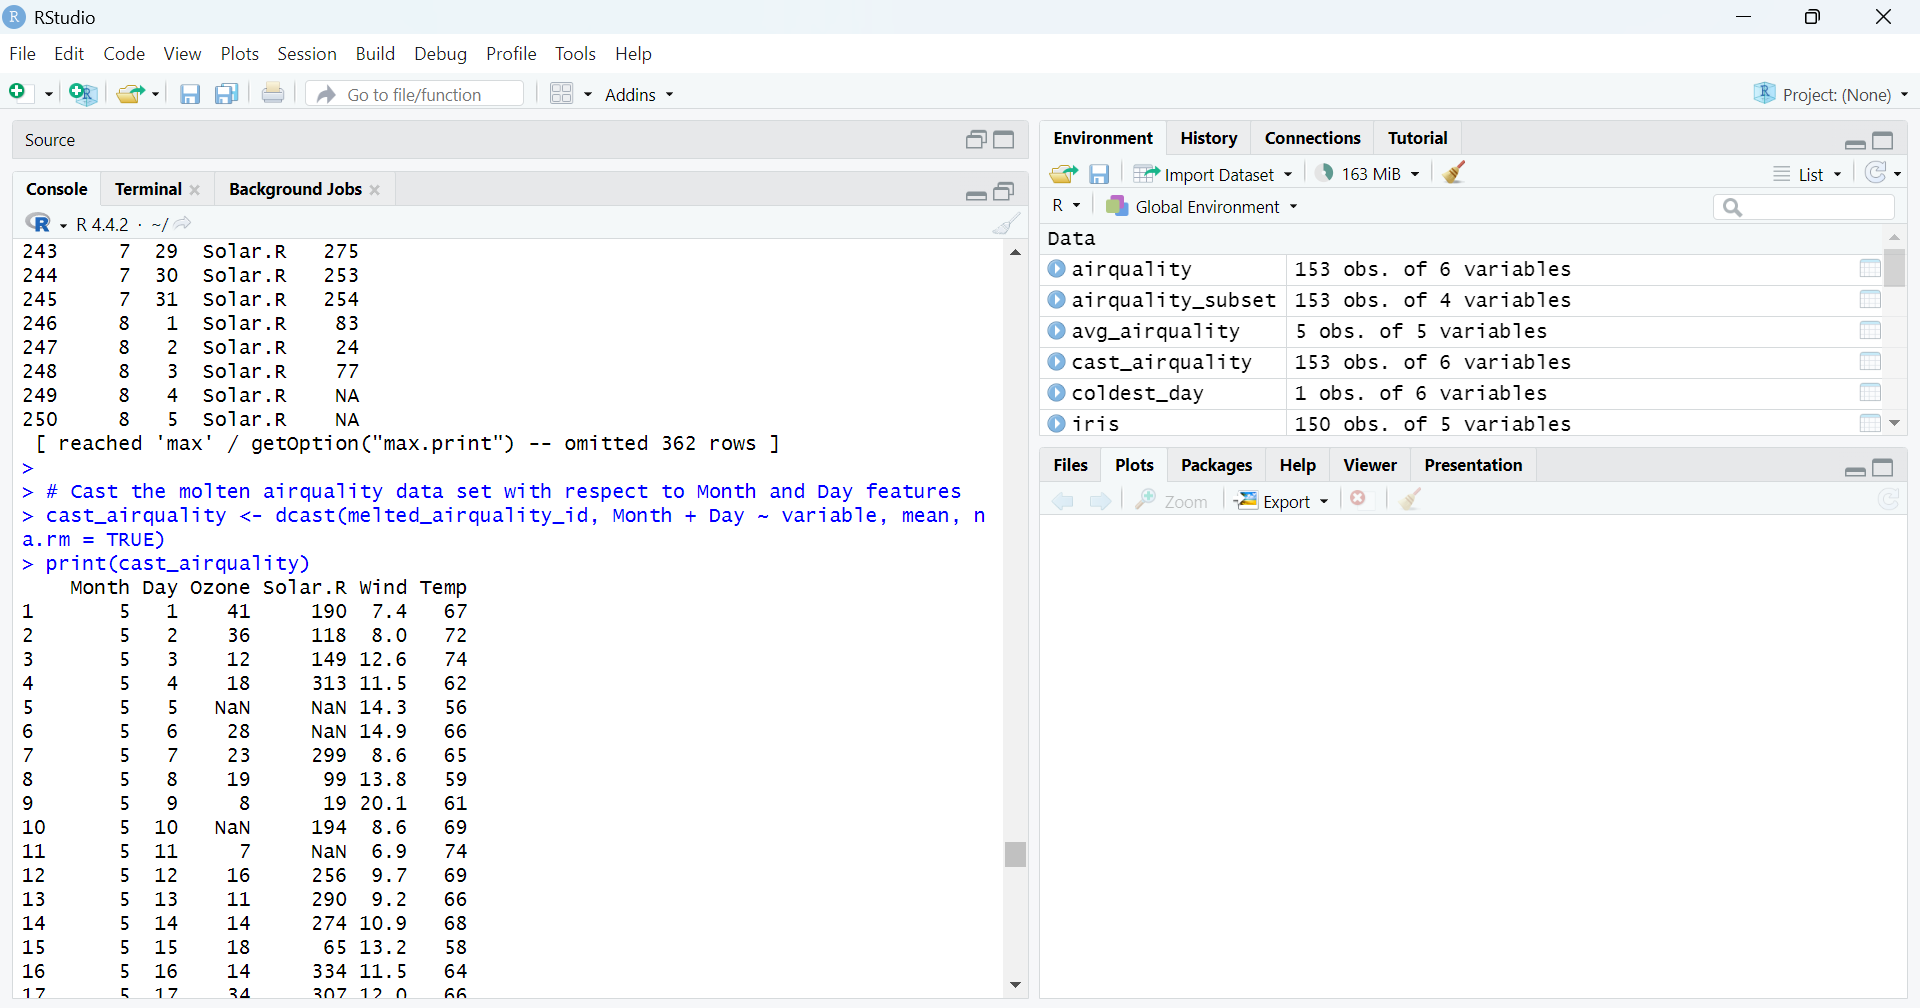 RStudio
File Edit Code View Plots Session Build Debug Profile Tools Help
Go to file/function Addins Project: (None)
Source
Console Terminal Background Jobs
R 4.4.2 · ~/
243 7 29 Solar.R 275
244 7 30 Solar.R 253
245 7 31 Solar.R 254
246 8 1 Solar.R 83
247 8 2 Solar.R 24
248 8 3 Solar.R 77
249 8 4 Solar.R NA
250 8 5 Solar.R NA
[ reached 'max' / getOption("max.print") -- omitted 362 rows ]
>
> # Cast the molten airquality data set with respect to Month and Day features
> cast_airquality <- dcast(melted_airquality_id, Month + Day ~ variable, mean, n
a.rm = TRUE)
> print(cast_airquality)
Month Day Ozone Solar.R Wind Temp
1 5 1 41 190 7.4 67
2 5 2 36 118 8.0 72
3 5 3 12 149 12.6 74
4 5 4 18 313 11.5 62
5 5 5 NaN NaN 14.3 56
6 5 6 28 NaN 14.9 66
7 5 7 23 299 8.6 65
8 5 8 19 99 13.8 59
9 5 9 8 19 20.1 61
10 5 10 NaN 194 8.6 69
11 5 11 7 NaN 6.9 74
12 5 12 16 256 9.7 69
13 5 13 11 290 9.2 66
14 5 14 14 274 10.9 68
15 5 15 18 65 13.2 58
16 5 16 14 334 11.5 64
17 5 17 34 307 12.0 66
Environment History Connections Tutorial
Import Dataset 163 MiB List
R Global Environment
Data
airquality 153 obs. of 6 variables
airquality_subset 153 obs. of 4 variables
avg_airquality 5 obs. of 5 variables
cast_airquality 153 obs. of 6 variables
coldest_day 1 obs. of 6 variables
iris 150 obs. of 5 variables
Files Plots Packages Help Viewer Presentation
Zoom Export